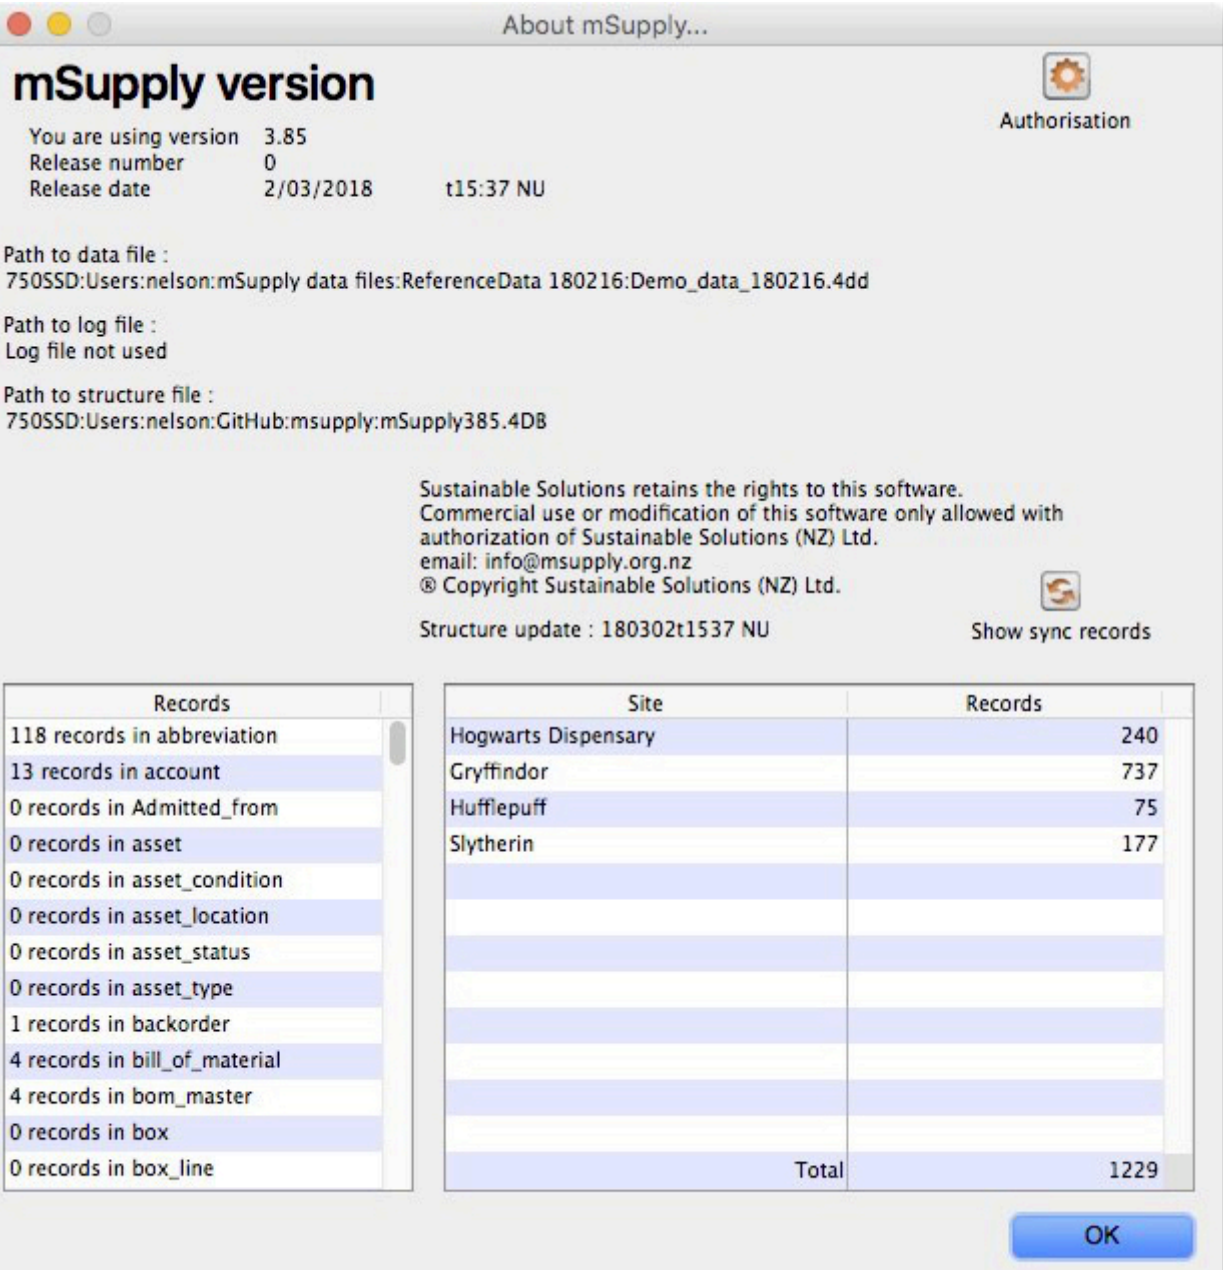 About mSupply...
mSupply version
Authorisation
You are using version 3.85
Release number 0
Release date 2/03/2018 t15:37 NU
Path to data file :
750SSD:Users:nelson:mSupply data files:ReferenceData 180216:Demo_data_180216.4dd
Path to log file :
Log file not used
Path to structure file :
750SSD:Users:nelson:GitHub:msupply:mSupply385.4DB
Sustainable Solutions retains the rights to this software.
Commercial use or modification of this software only allowed with
authorization of Sustainable Solutions (NZ) Ltd.
email: info@msupply.org.nz
® Copyright Sustainable Solutions (NZ) Ltd.
Structure update : 180302t1537 NU
Show sync records
Records
118 records in abbreviation
13 records in account
0 records in Admitted_from
0 records in asset
0 records in asset_condition
0 records in asset_location
0 records in asset_status
0 records in asset_type
1 records in backorder
4 records in bill_of_material
4 records in bom_master
0 records in box
0 records in box_line
Site Records
Hogwarts Dispensary 240
Gryffindor 737
Hufflepuff 75
Slytherin 177
Total 1229
OK